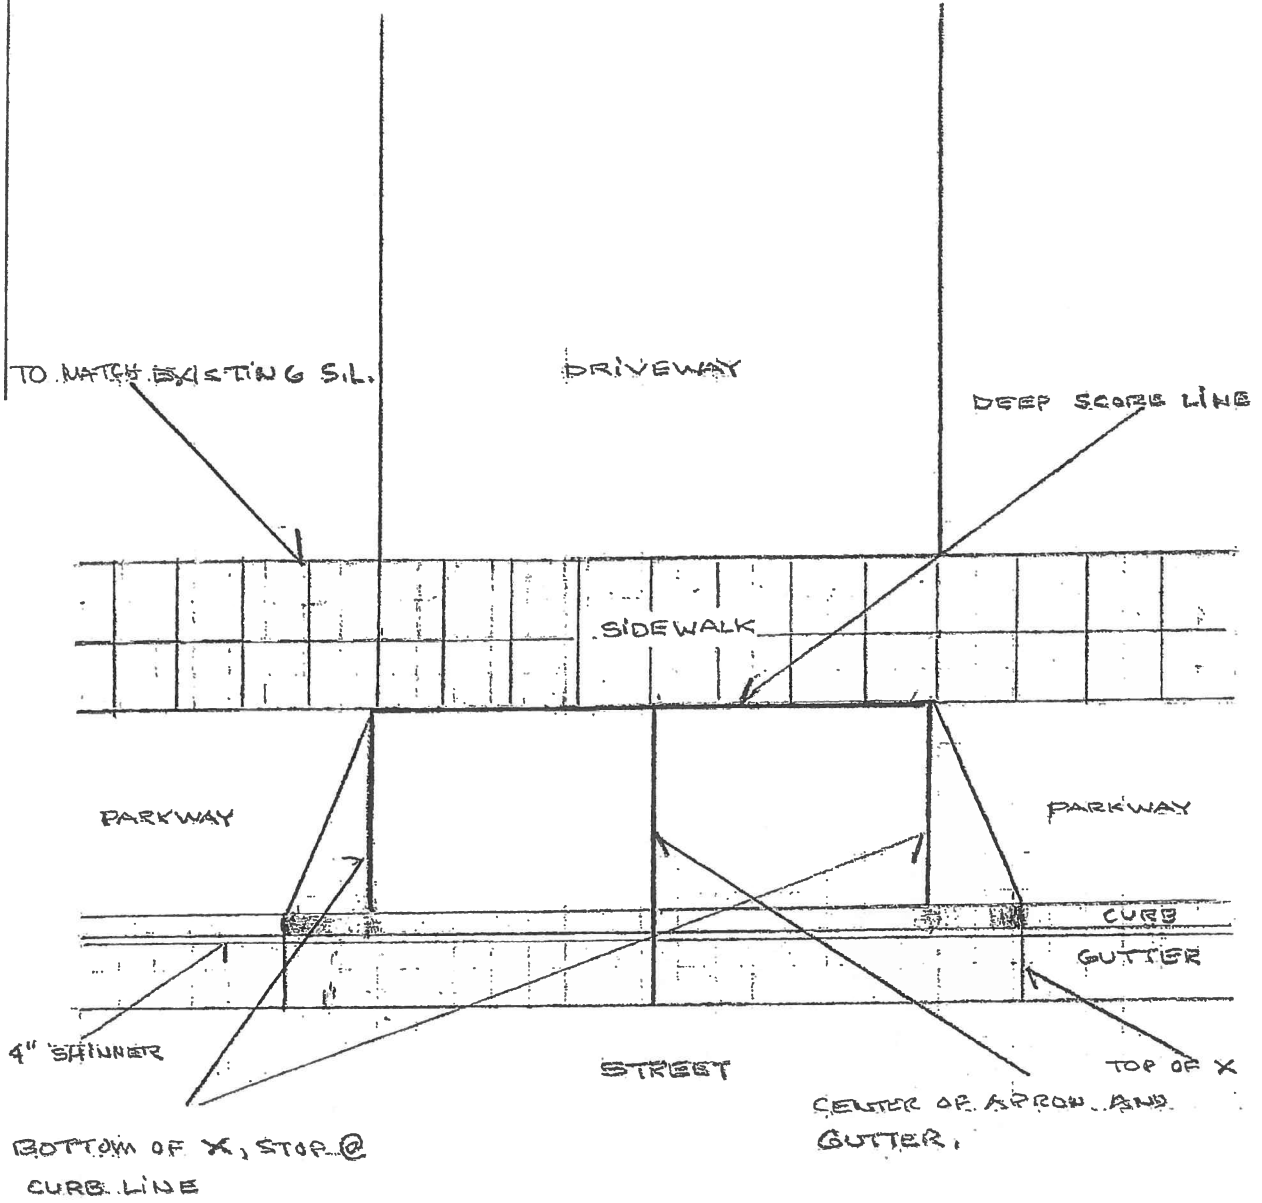 TO MATCH EXISTING S.L.
DRIVEWAY
DEEP SCORE LINE
SIDEWALK
PARKWAY
PARKWAY
CURB
GUTTER
4" SHINNER
STREET
TOP OF X
CENTER OF APRON AND
GUTTER.
BOTTOM OF X, STOP @
CURB LINE